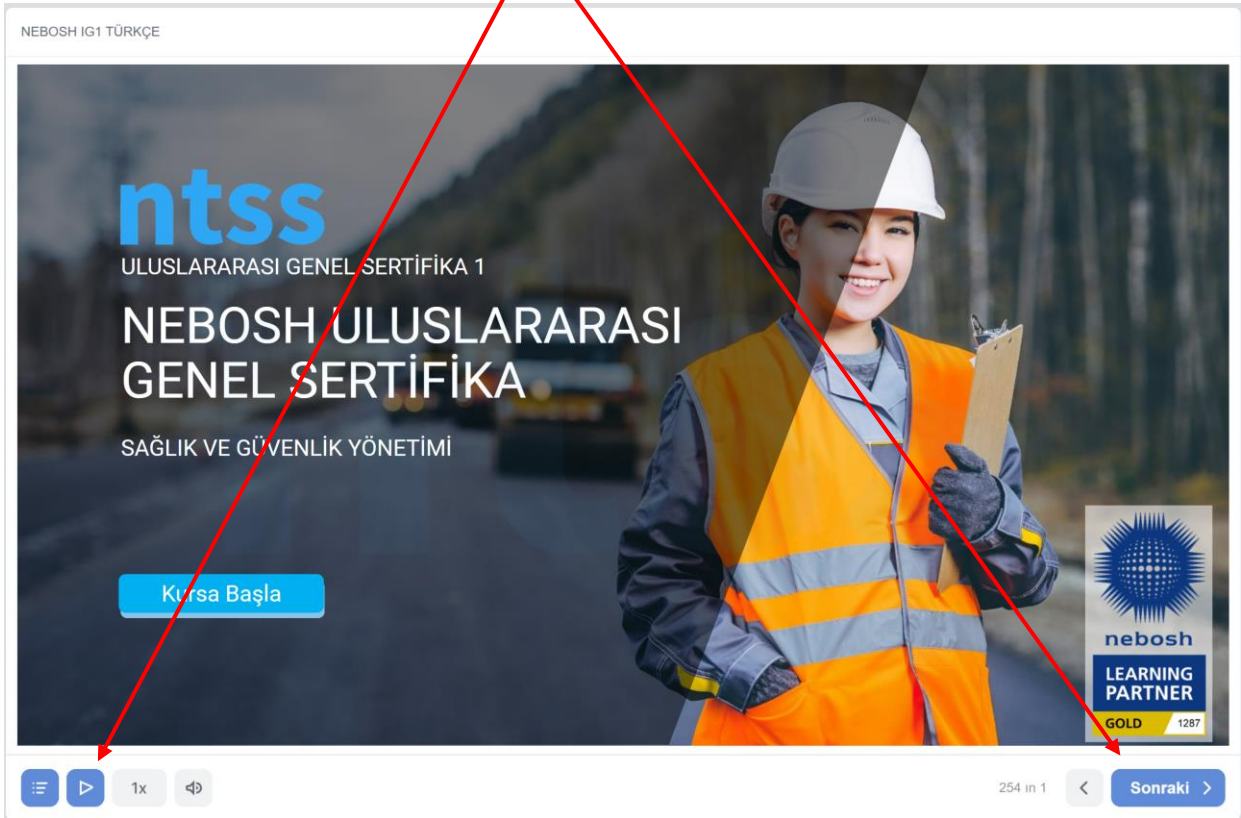 NEBOSH IG1 TÜRKÇE
ntss
ULUSLARARASI GENEL SERTİFİKA 1
NEBOSH ULUSLARARASI
GENEL SERTİFİKA
SAĞLIK VE GÜVENLİK YÖNETİMİ
Kursa Başla
nebosh
LEARNING
PARTNER
GOLD 1287
1x
254 ın 1
Sonraki